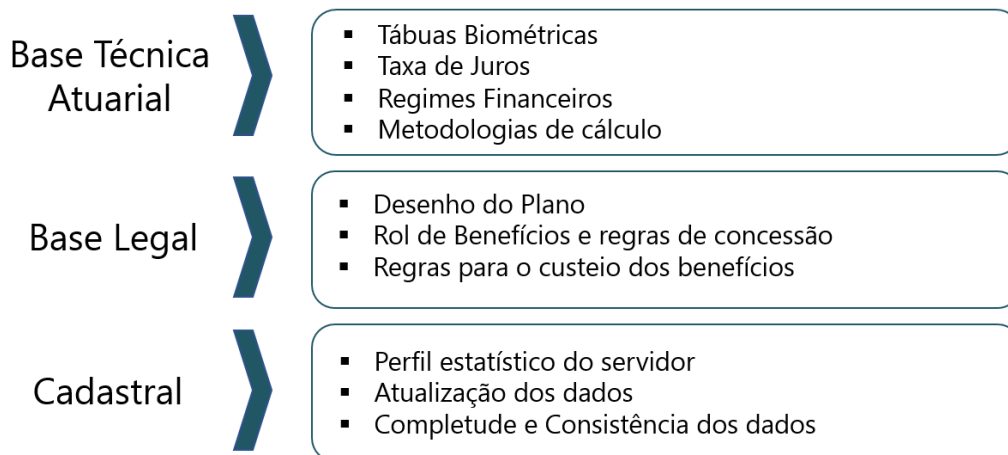 Base Técnica
Atuarial
▪ Tábuas Biométricas
▪ Taxa de Juros
▪ Regimes Financeiros
▪ Metodologias de cálculo
Base Legal
▪ Desenho do Plano
▪ Rol de Benefícios e regras de concessão
▪ Regras para o custeio dos benefícios
Cadastral
▪ Perfil estatístico do servidor
▪ Atualização dos dados
▪ Completude e Consistência dos dados